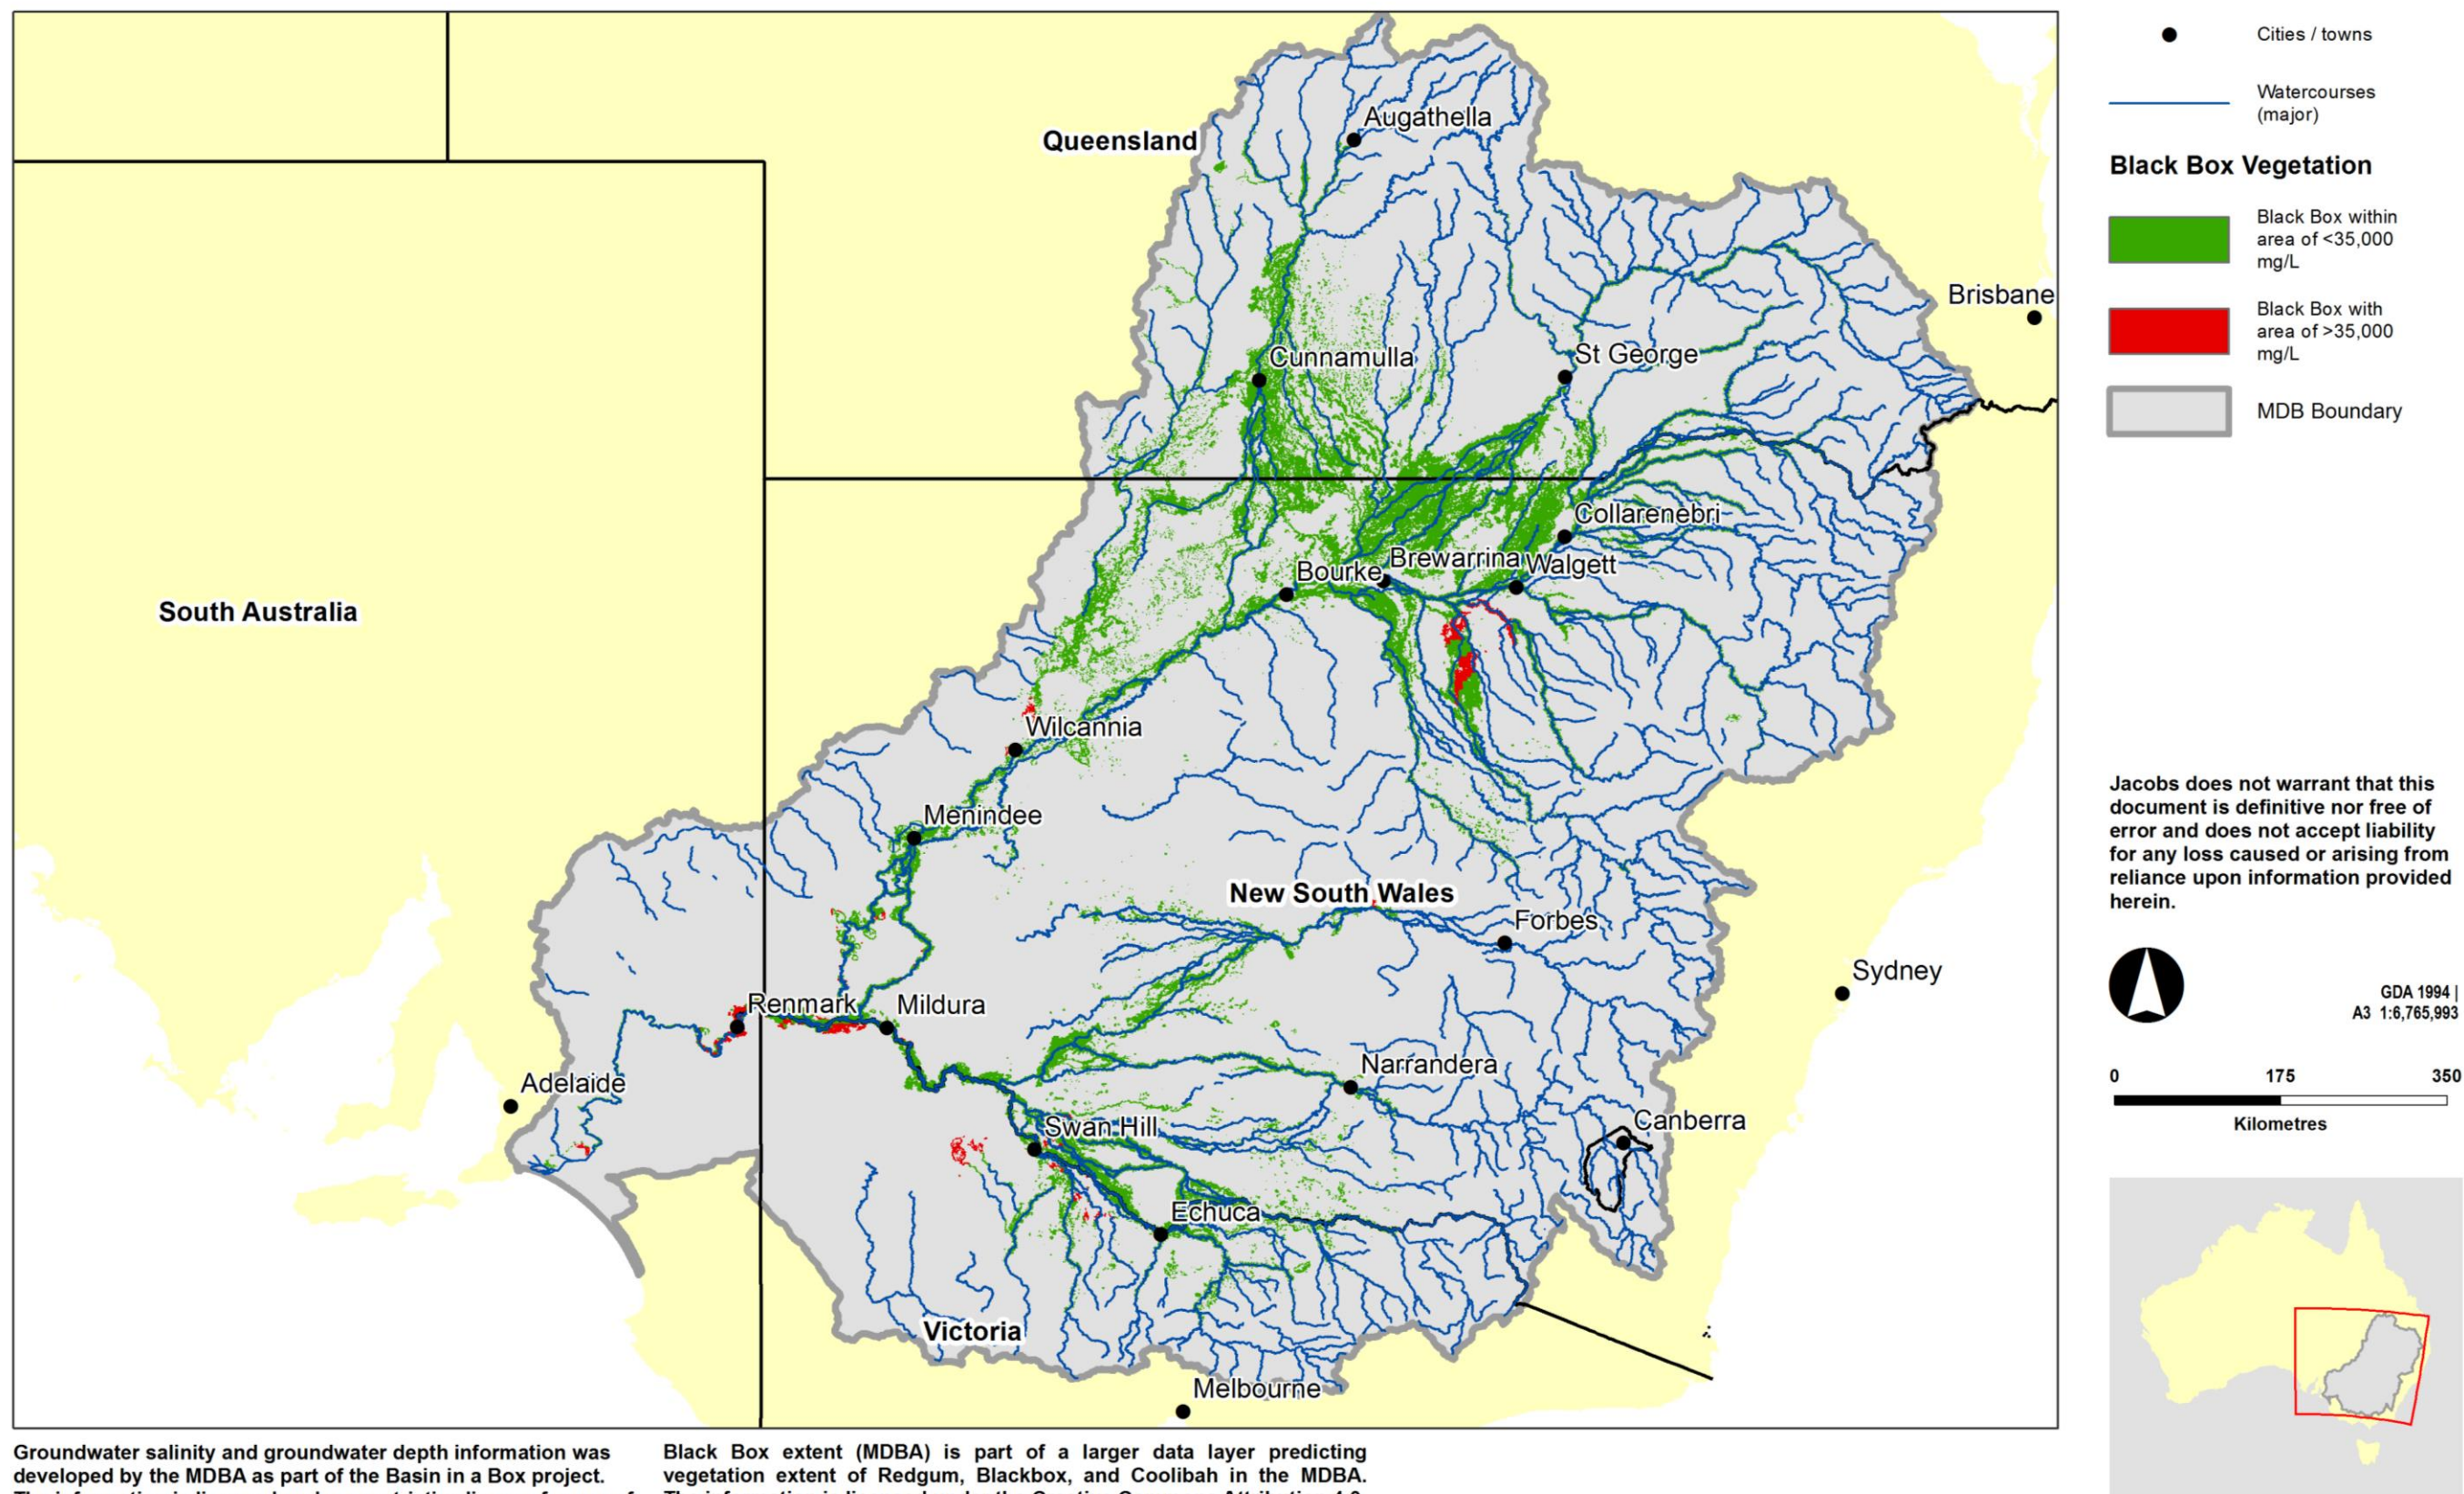 Queensland
Augathella
Brisbane
Cunnamulla
St George
Collarenebri
Brewarrina
Walgett
Bourke
South Australia
Wilcannia
Menindee
New South Wales
Forbes
Sydney
Renmark
Mildura
Narrandera
Adelaide
Canberra
Swan Hill
Echuca
Victoria
Melbourne
Cities / towns
Watercourses
(major)
Black Box Vegetation
Black Box within
area of <35,000
mg/L
Black Box with
area of >35,000
mg/L
MDB Boundary
Jacobs does not warrant that this
document is definitive nor free of
error and does not accept liability
for any loss caused or arising from
reliance upon information provided
herein.
GDA 1994 |
A3 1:6,765,993
0 175 350
Kilometres
Groundwater salinity and groundwater depth information was
developed by the MDBA as part of the Basin in a Box project.
Black Box extent (MDBA) is part of a larger data layer predicting
vegetation extent of Redgum, Blackbox, and Coolibah in the MDBA.